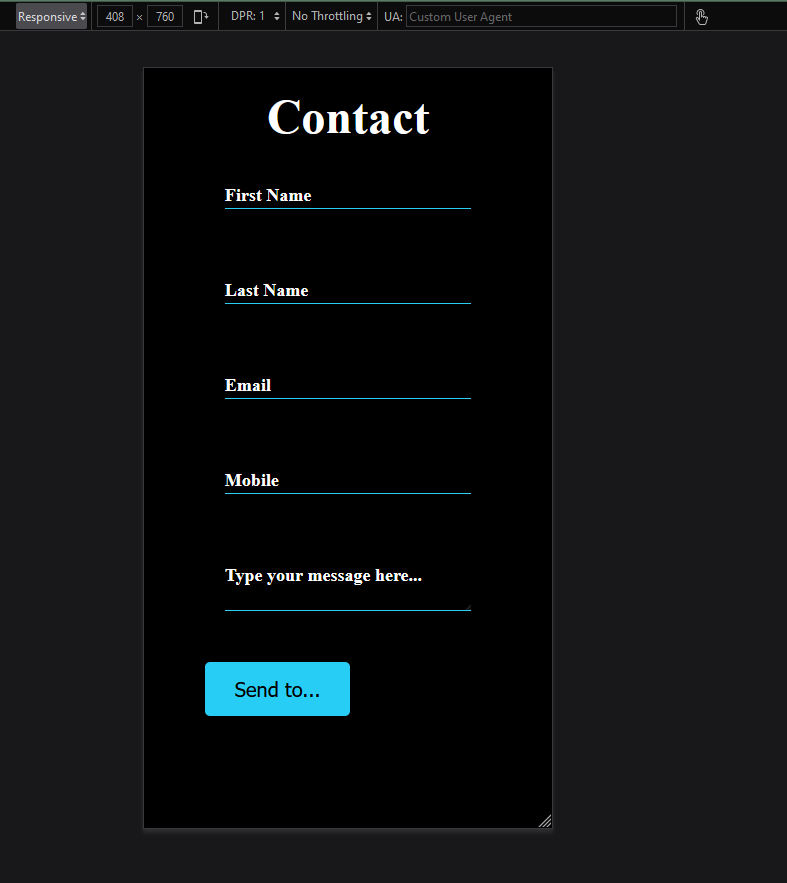 Responsive 408 × 760 DPR: 1 No Throttling UA: Custom User Agent
Contact
First Name
Last Name
Email
Mobile
Type your message here...
Send to...